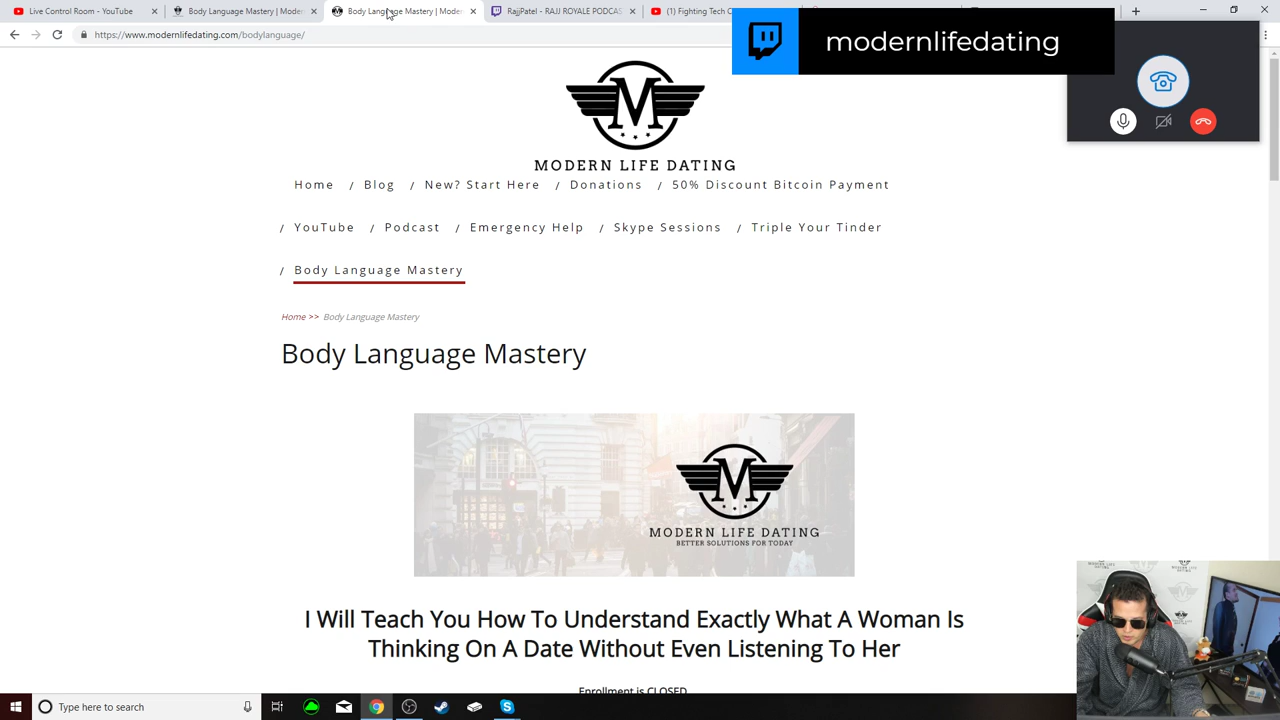 Live Control Room - YouTube
Body Language Mastery | Moder
Body Language Mastery | Moder
RajPatel - RAJJ ROYALE PODCAS
(1) Fighting Tech C
https://www.modernlifedating.com/bodylanguage/
modernlifedating
M
MODERN LIFE DATING
Home / Blog / New? Start Here / Donations / 50% Discount Bitcoin Payment
/ YouTube / Podcast / Emergency Help / Skype Sessions / Triple Your Tinder
/ Body Language Mastery
Home >> Body Language Mastery
Body Language Mastery
M
MODERN LIFE DATING
BETTER SOLUTIONS FOR TODAY
I Will Teach You How To Understand Exactly What A Woman Is
Thinking On A Date Without Even Listening To Her
Enrollment is CLOSED
Type here to search